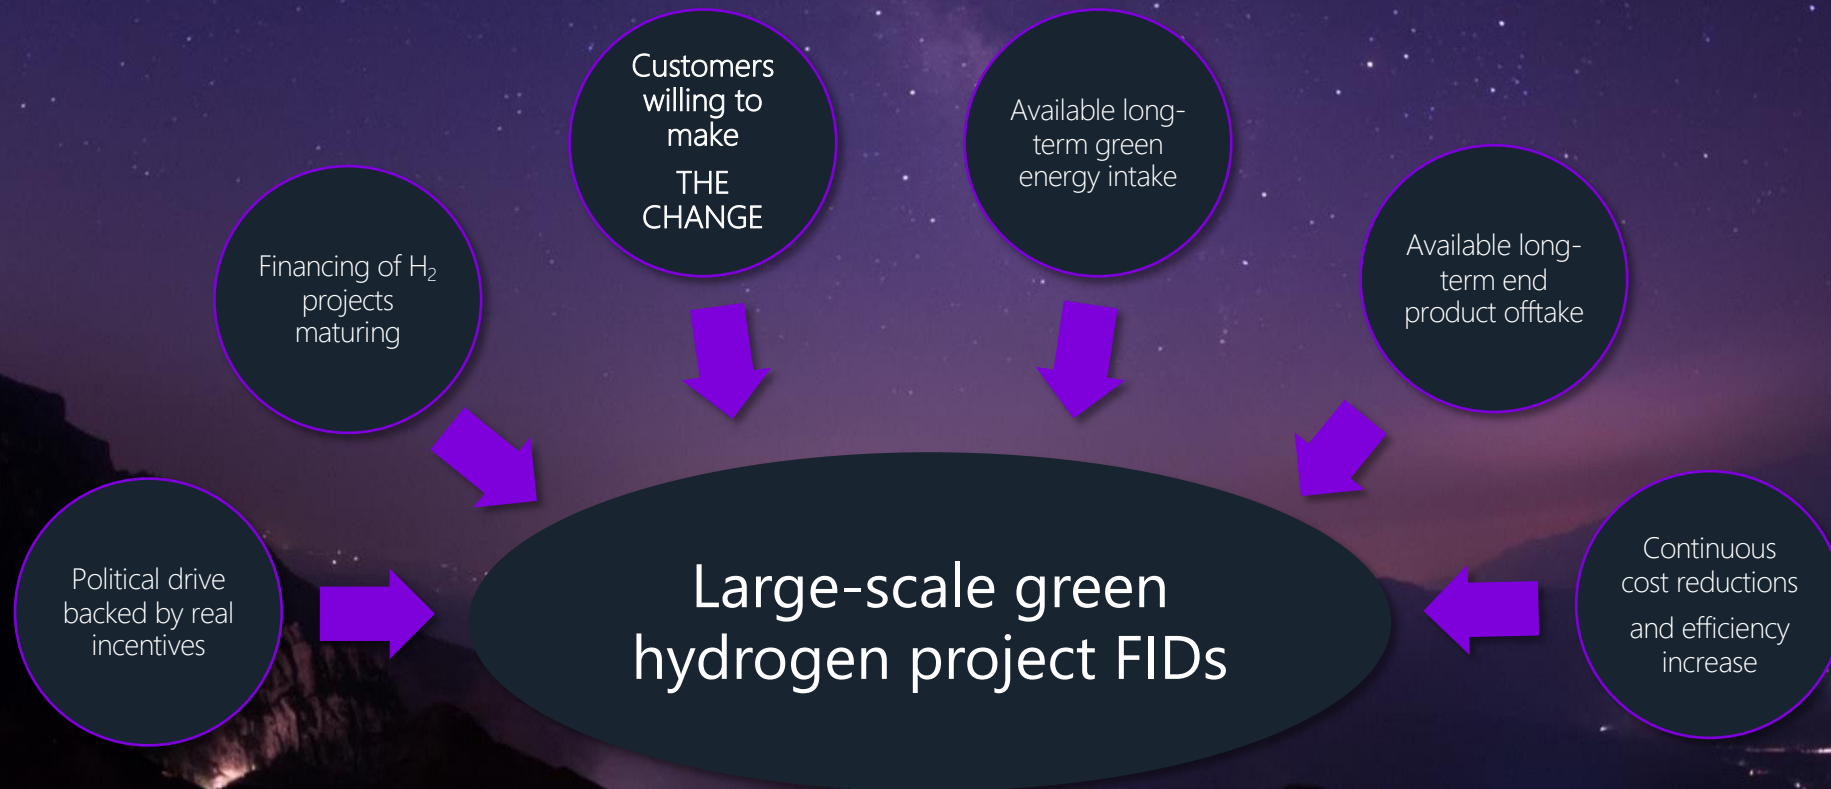 Customers
willing to
make
THE
CHANGE
Available long-
term green
energy intake
Financing of H₂
projects
maturing
Available long-
term end
product offtake
Political drive
backed by real
incentives
Continuous
cost reductions
and efficiency
increase
Large-scale green
hydrogen project FIDs